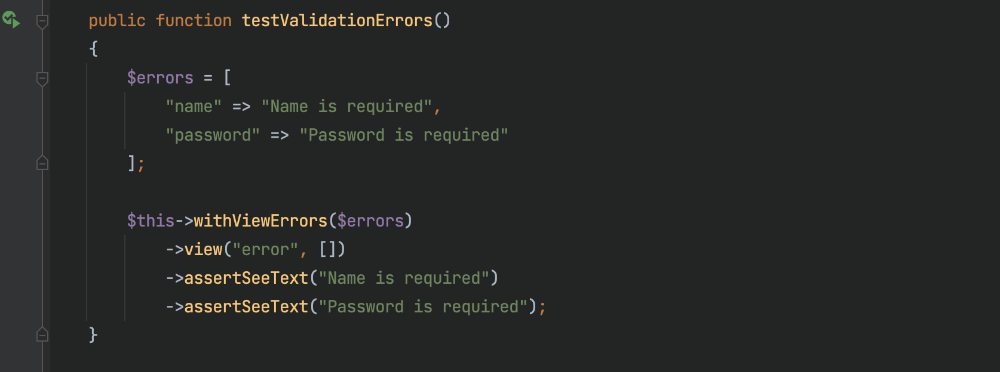 public function testValidationErrors()
{
    $errors = [
        "name" => "Name is required",
        "password" => "Password is required"
    ];

    $this->withViewErrors($errors)
        ->view("error", [])
        ->assertSeeText("Name is required")
        ->assertSeeText("Password is required");
}